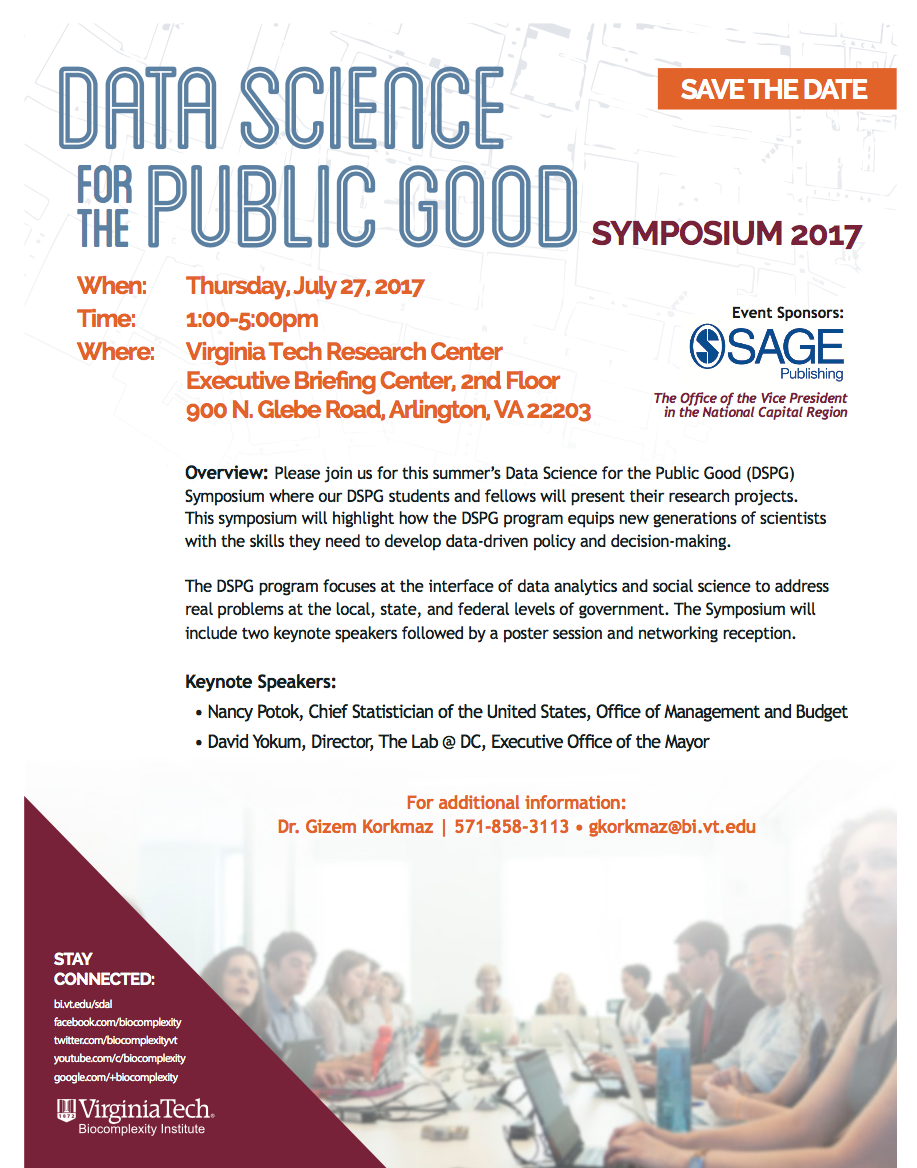 DATA SCIENCE
FOR THE PUBLIC GOOD
SYMPOSIUM 2017
SAVE THE DATE
When: Thursday, July 27, 2017
Time: 1:00-5:00pm
Where: Virginia Tech Research Center
Executive Briefing Center, 2nd Floor
900 N. Glebe Road, Arlington, VA 22203
Event Sponsors:
S SAGE
Publishing
The Office of the Vice President
in the National Capital Region
Overview: Please join us for this summer's Data Science for the Public Good (DSPG)
Symposium where our DSPG students and fellows will present their research projects.
This symposium will highlight how the DSPG program equips new generations of scientists
with the skills they need to develop data-driven policy and decision-making.
The DSPG program focuses at the interface of data analytics and social science to address
real problems at the local, state, and federal levels of government. The Symposium will
include two keynote speakers followed by a poster session and networking reception.
Keynote Speakers:
• Nancy Potok, Chief Statistician of the United States, Office of Management and Budget
• David Yokum, Director, The Lab @ DC, Executive Office of the Mayor
For additional information:
Dr. Gizem Korkmaz | 571-858-3113 • gkorkmaz@bi.vt.edu
STAY
CONNECTED:
bi.vt.edu/sdal
facebook.com/biocomplexity
twitter.com/biocomplexityvt
youtube.com/c/biocomplexity
google.com/+biocomplexity
1872 VirginiaTech®
Biocomplexity Institute